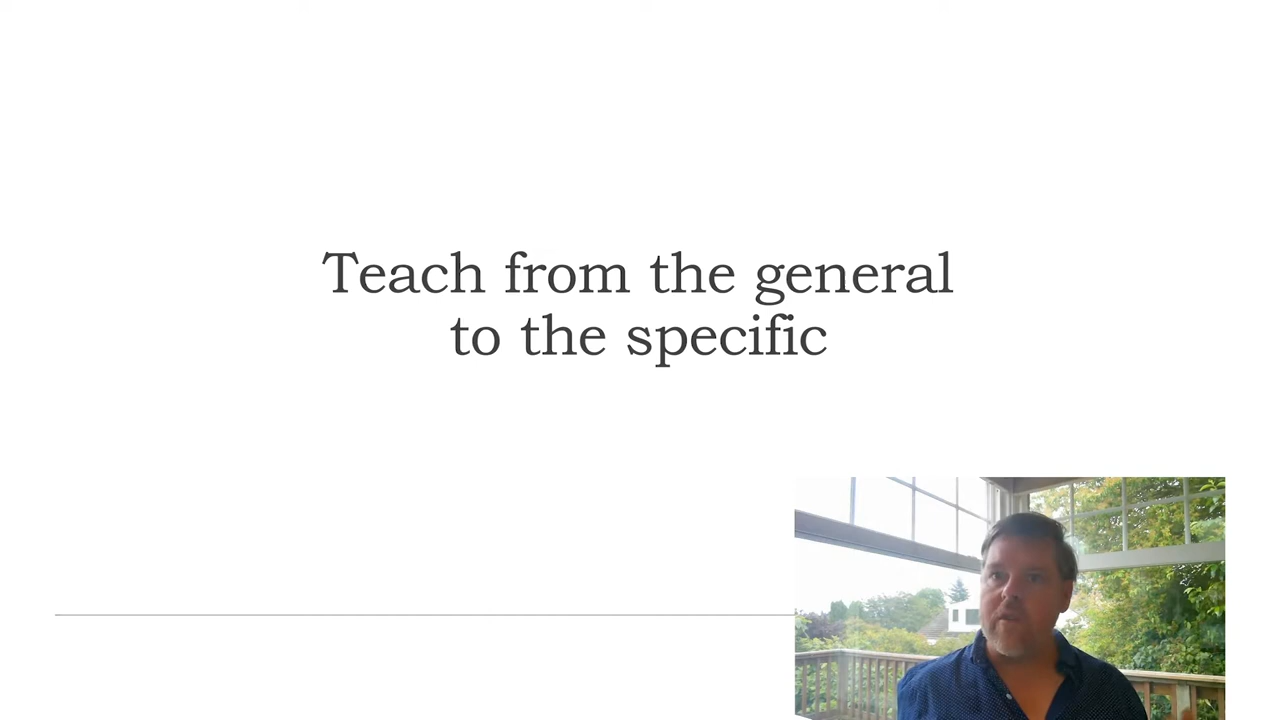 Teach from the general
to the specific